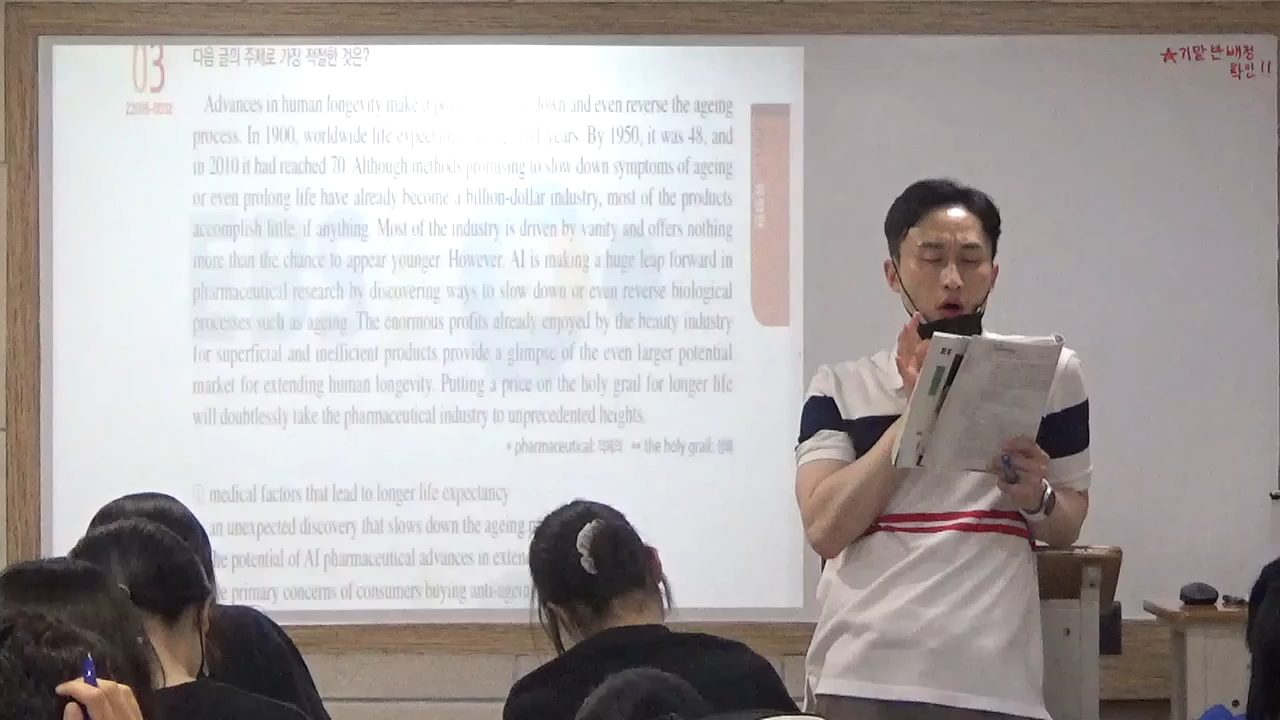 03
다음 글의 주제로 가장 적절한 것은?
Advances in human longevity make it down and even reverse the ageing
process. In 1900, worldwide life years. By 1950, it was 48, and
in 2010 it had reached 70. Although methods promising to slow down symptoms of ageing
or even prolong life have already become a billion-dollar industry, most of the products
accomplish little, if anything. Most of the industry is driven by vanity and offers nothing
more than the chance to appear younger. However, AI is making a huge leap forward in
pharmaceutical research by discovering ways to slow down or even reverse biological
processes such as ageing. The enormous profits already enjoyed by the beauty industry
for superficial and inefficient products provide a glimpse of the even larger potential
market for extending human longevity. Putting a price on the holy grail for longer life
will doubtlessly take the pharmaceutical industry to unprecedented heights.
* pharmaceutical: ** the holy grail:
① medical factors that lead to longer life expectancy
an unexpected discovery that slows down the ageing
the potential of AI pharmaceutical advances in
primary concerns of consumers buying
★기말 반 배정
확인!!